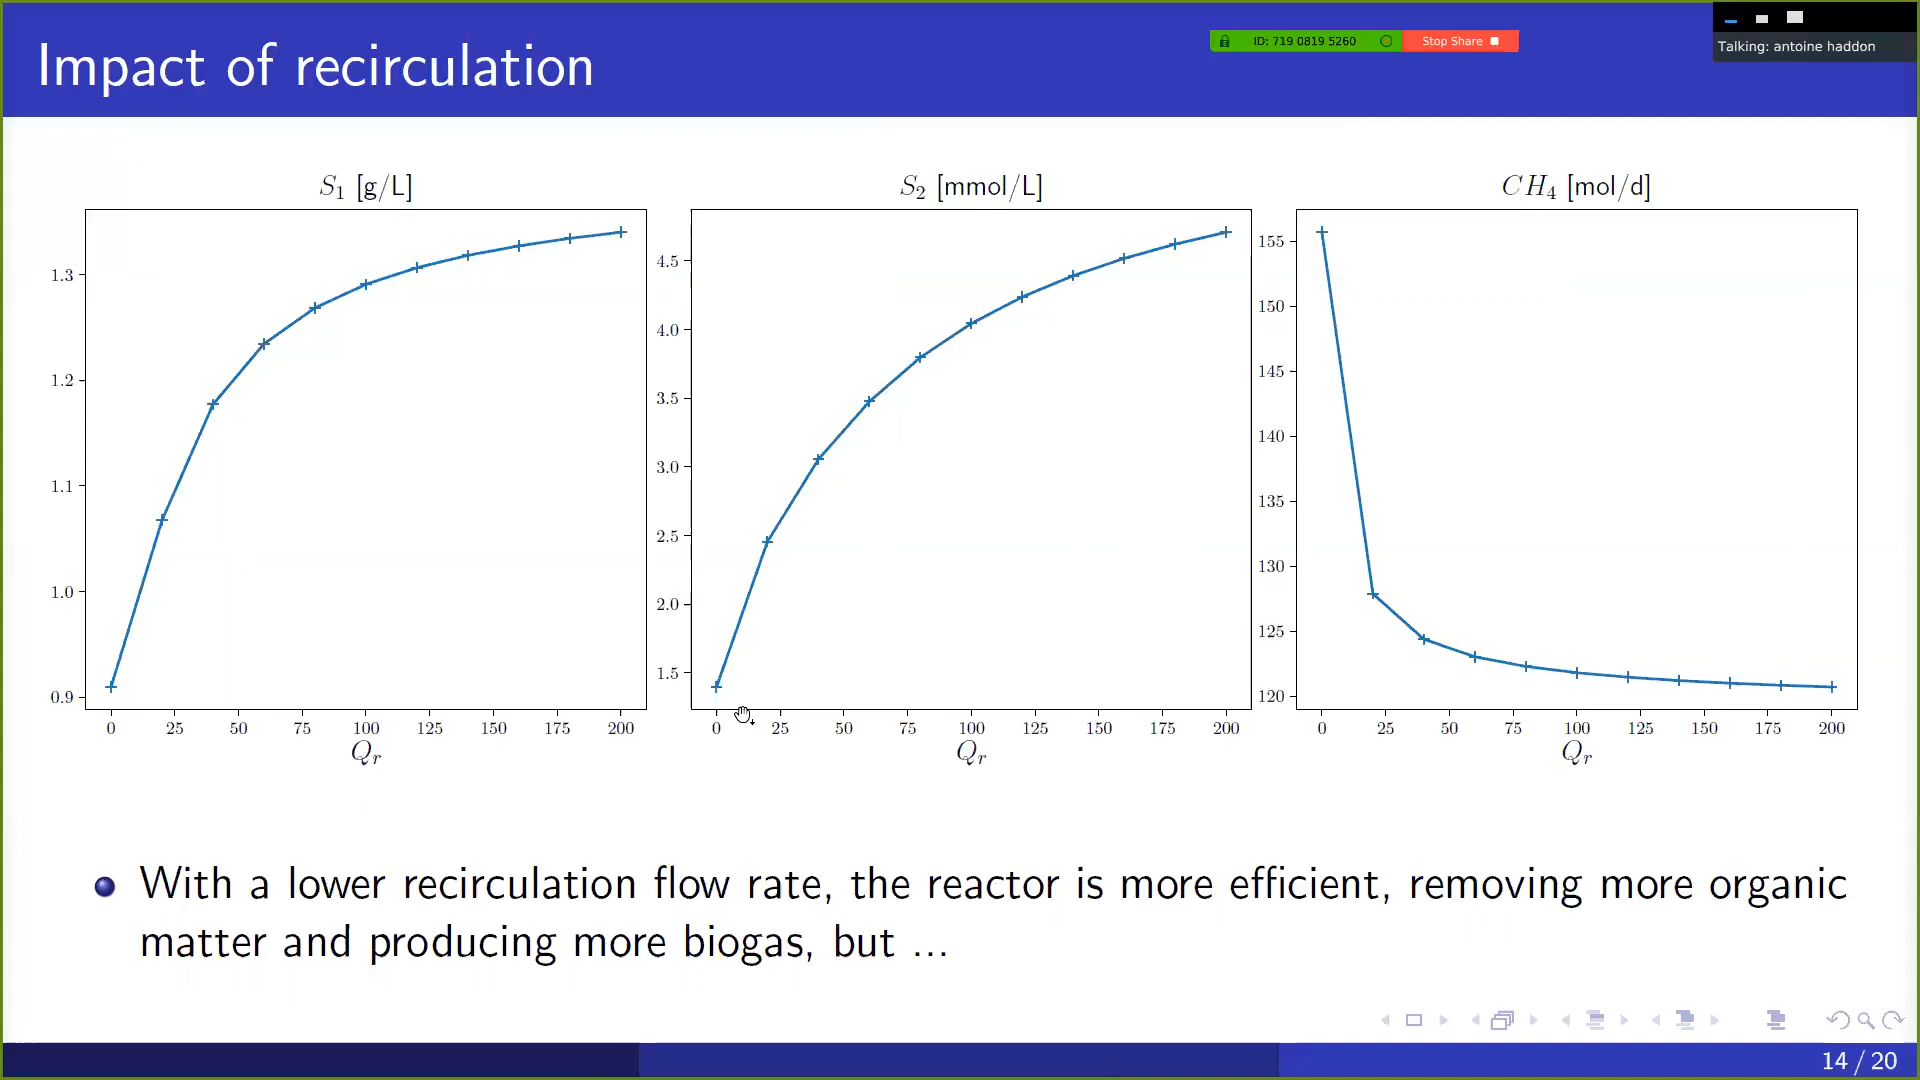 Impact of recirculation
ID: 719 0819 5260
Stop Share
Talking: antoine haddon
S₁ [g/L]
1.3
1.2
1.1
1.0
0.9
0 25 50 75 100 125 150 175 200
Qᵣ
S₂ [mmol/L]
4.5
4.0
3.5
3.0
2.5
2.0
1.5
0 25 50 75 100 125 150 175 200
Qᵣ
CH₄ [mol/d]
155
150
145
140
135
130
125
120
0 25 50 75 100 125 150 175 200
Qᵣ
With a lower recirculation flow rate, the reactor is more efficient, removing more organic
matter and producing more biogas, but ...
14 / 20